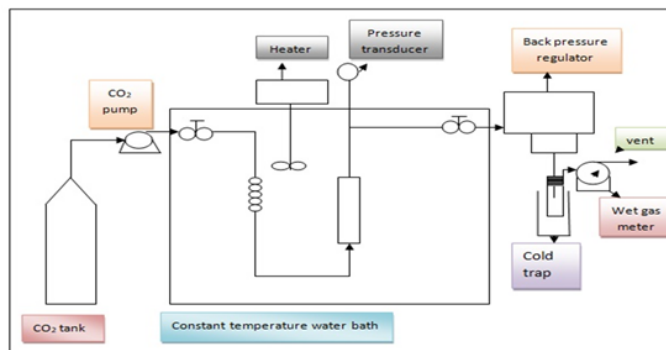 Heater
Pressure
transducer
Back pressure
regulator
CO₂
pump
vent
Wet gas
meter
Cold
trap
CO₂ tank
Constant temperature water bath